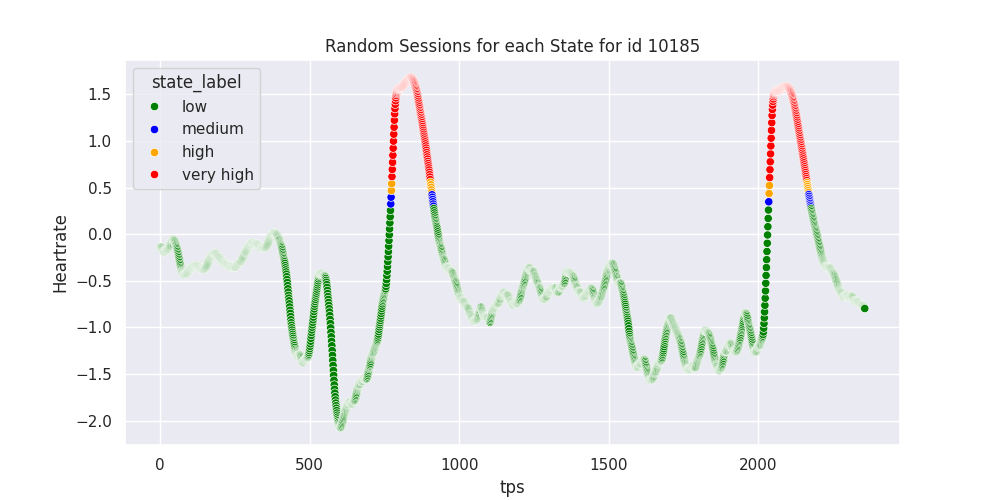 Random Sessions for each State for id 10185
state_label
low
medium
high
very high
Heartrate
1.5
1.0
0.5
0.0
−0.5
−1.0
−1.5
−2.0
0 500 1000 1500 2000
tps